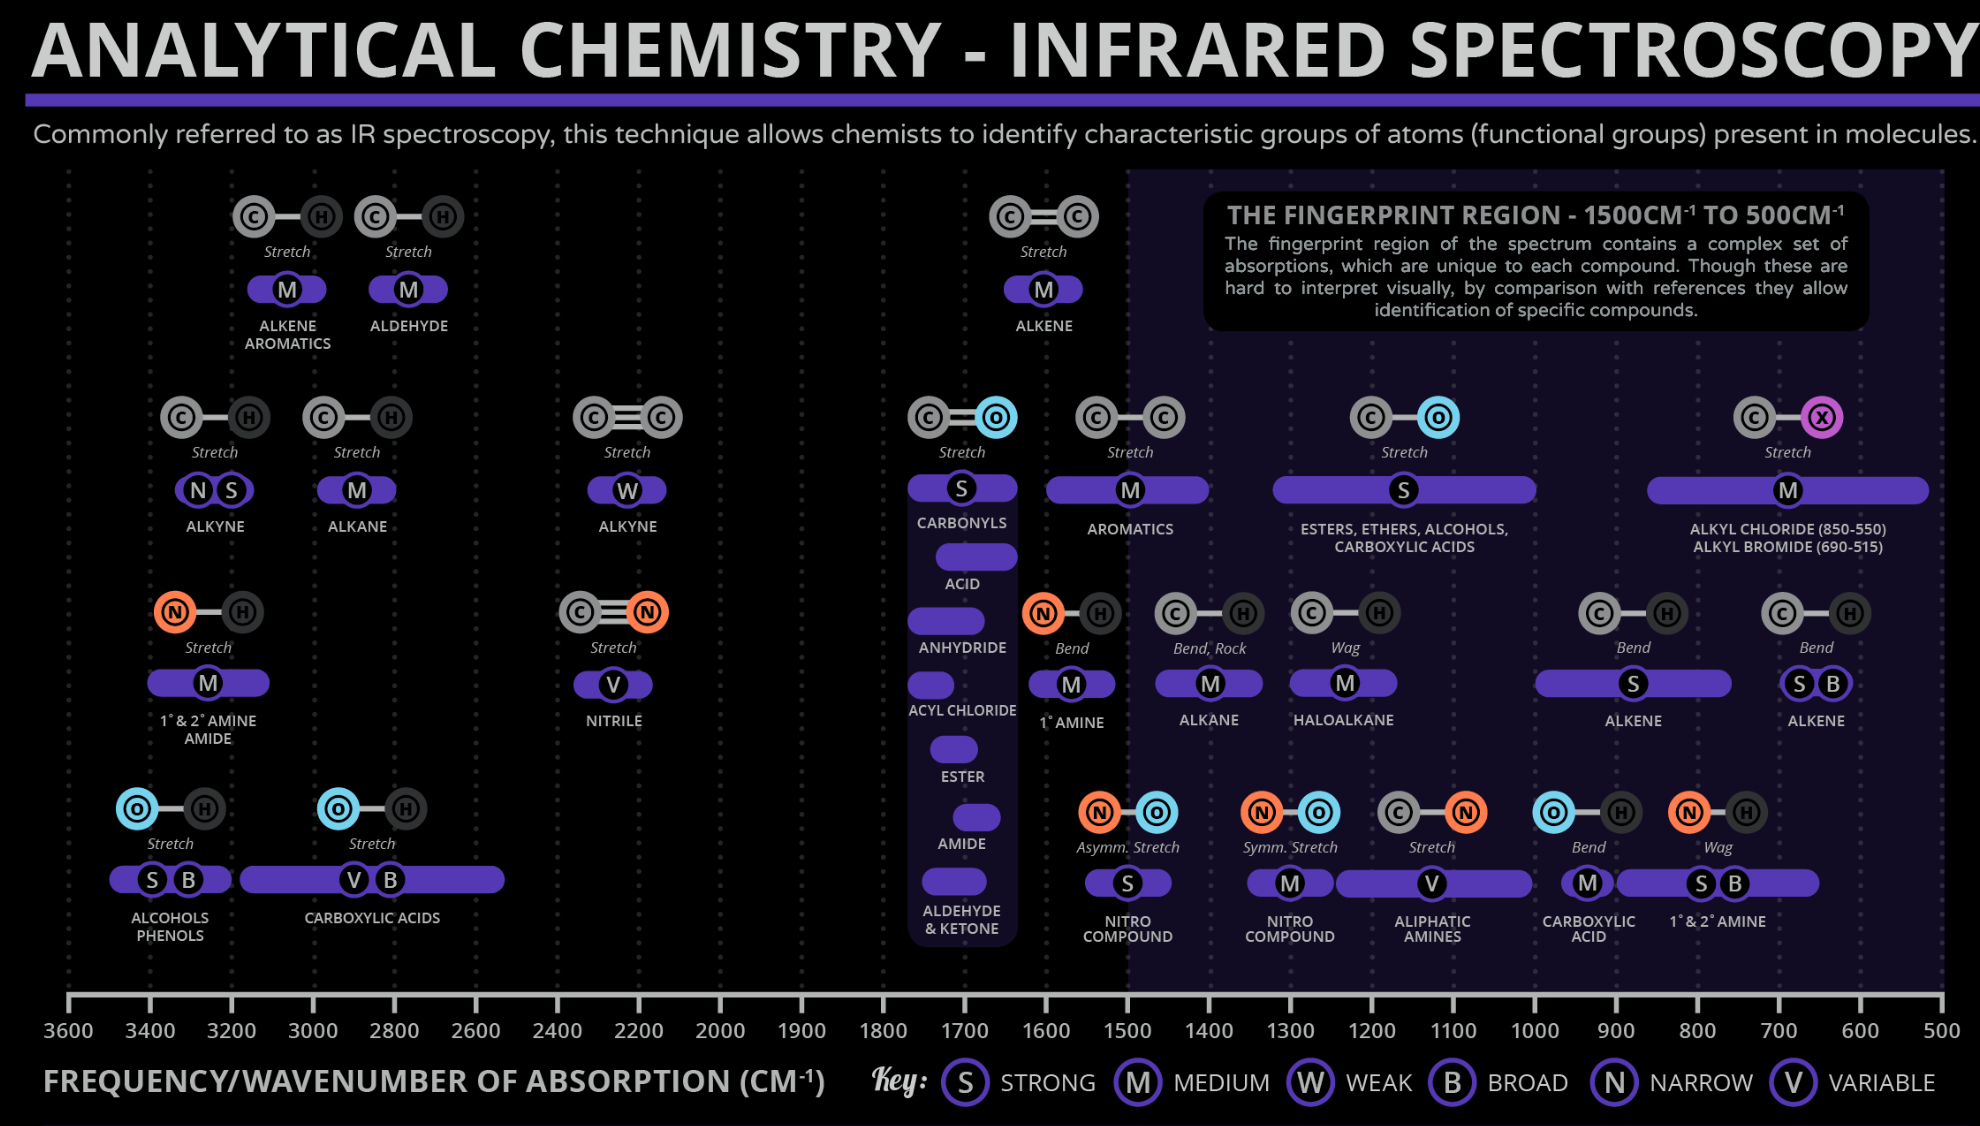 ANALYTICAL CHEMISTRY - INFRARED SPECTROSCOPY
Commonly referred to as IR spectroscopy, this technique allows chemists to identify characteristic groups of atoms (functional groups) present in molecules.
C H
Stretch
M
ALKENE
AROMATICS
C H
Stretch
M
ALDEHYDE
C C
Stretch
M
ALKENE
THE FINGERPRINT REGION - 1500CM⁻¹ TO 500CM⁻¹
The fingerprint region of the spectrum contains a complex set of
absorptions, which are unique to each compound. Though these are
hard to interpret visually, by comparison with references they allow
identification of specific compounds.
C H
Stretch
N S
ALKYNE
C H
Stretch
M
ALKANE
C C
Stretch
W
ALKYNE
C O
Stretch
S
CARBONYLS
ACID
ANHYDRIDE
ACYL CHLORIDE
ESTER
AMIDE
ALDEHYDE
& KETONE
C C
Stretch
M
AROMATICS
C O
Stretch
S
ESTERS, ETHERS, ALCOHOLS,
CARBOXYLIC ACIDS
C X
Stretch
M
ALKYL CHLORIDE (850-550)
ALKYL BROMIDE (690-515)
N H
Stretch
M
1° & 2° AMINE
AMIDE
C N
Stretch
V
NITRILE
N H
Bend
M
1° AMINE
C H
Bend, Rock
M
ALKANE
C H
Wag
M
HALOALKANE
C H
Bend
S
ALKENE
C H
Bend
S B
ALKENE
O H
Stretch
S B
ALCOHOLS
PHENOLS
O H
Stretch
V B
CARBOXYLIC ACIDS
N O
Asymm. Stretch
S
NITRO
COMPOUND
N O
Symm. Stretch
M
NITRO
COMPOUND
C N
Stretch
V
ALIPHATIC
AMINES
O H
Bend
M
CARBOXYLIC
ACID
N H
Wag
S B
1° & 2° AMINE
3600 3400 3200 3000 2800 2600 2400 2200 2000 1900 1800 1700 1600 1500 1400 1300 1200 1100 1000 900 800 700 600 500
FREQUENCY/WAVENUMBER OF ABSORPTION (CM⁻¹)
Key: S STRONG M MEDIUM W WEAK B BROAD N NARROW V VARIABLE